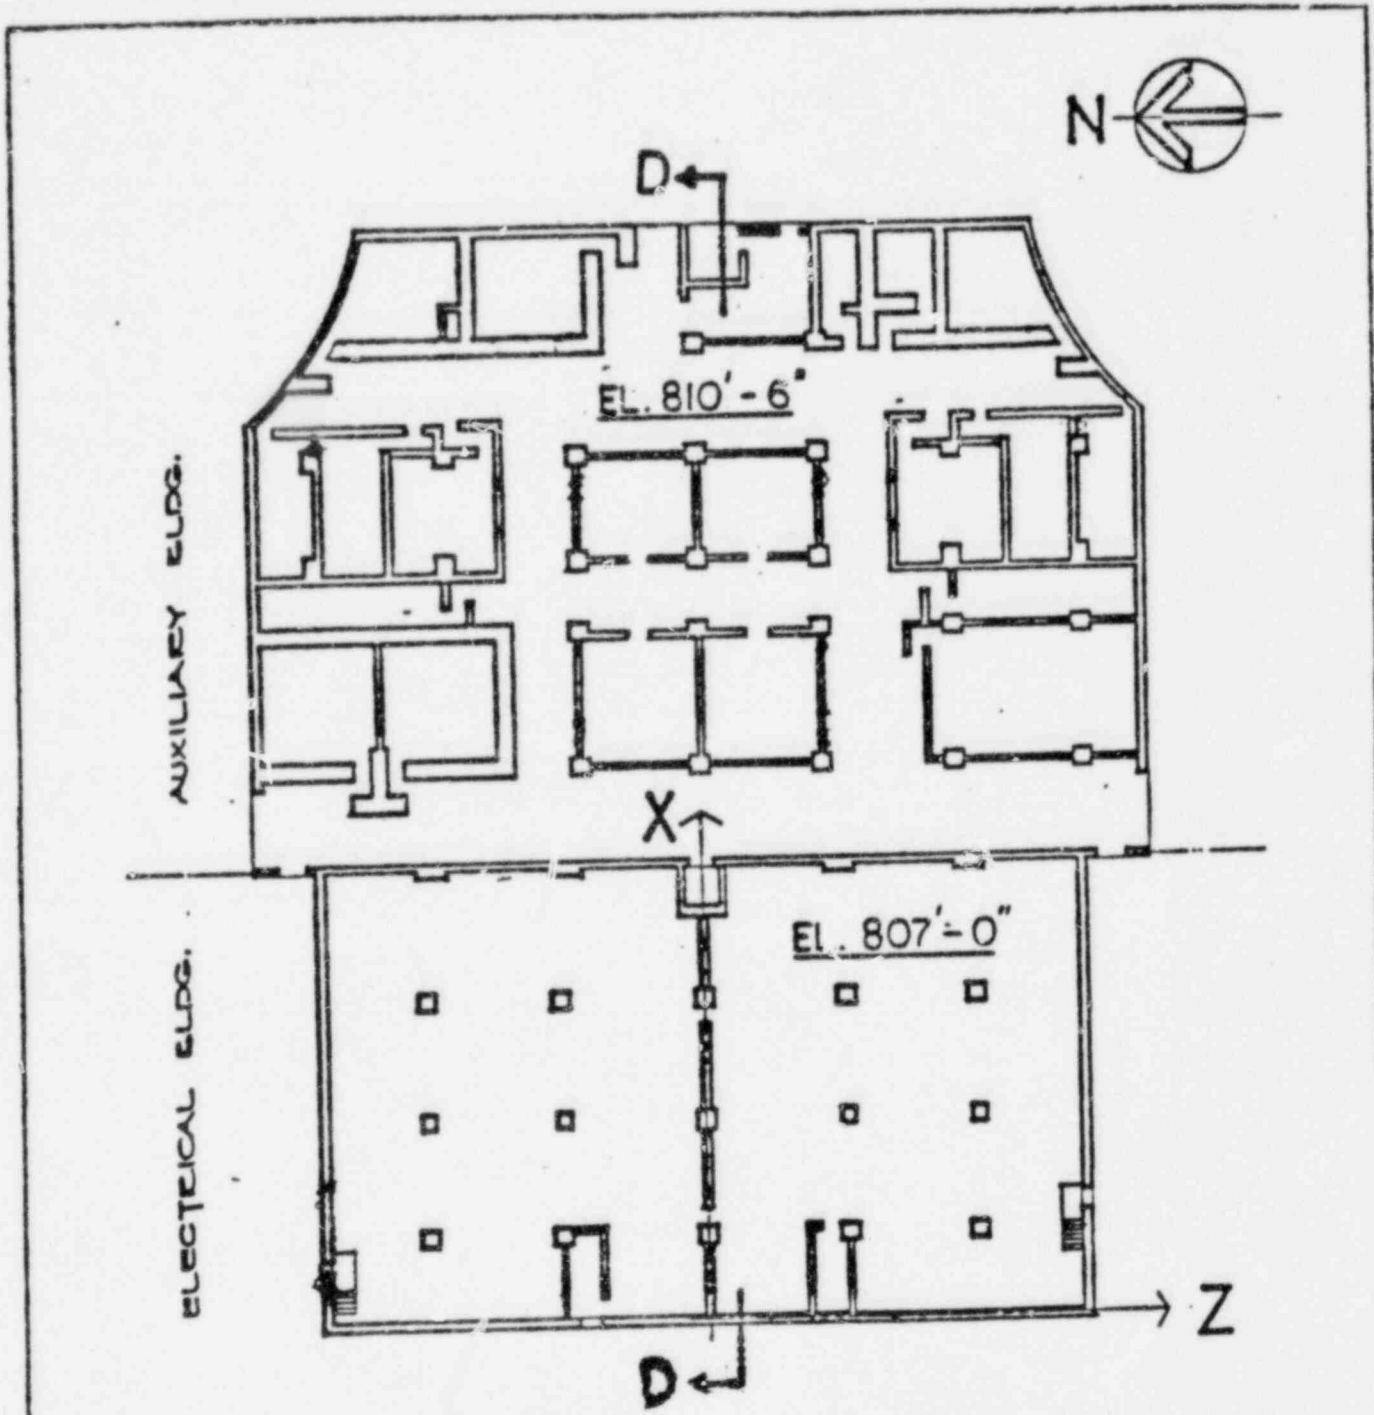 N
D
EL. 810'-6"
AUXILIARY BLDG.
X
EL. 807'-0"
ELECTRICAL BLDG.
Z
D